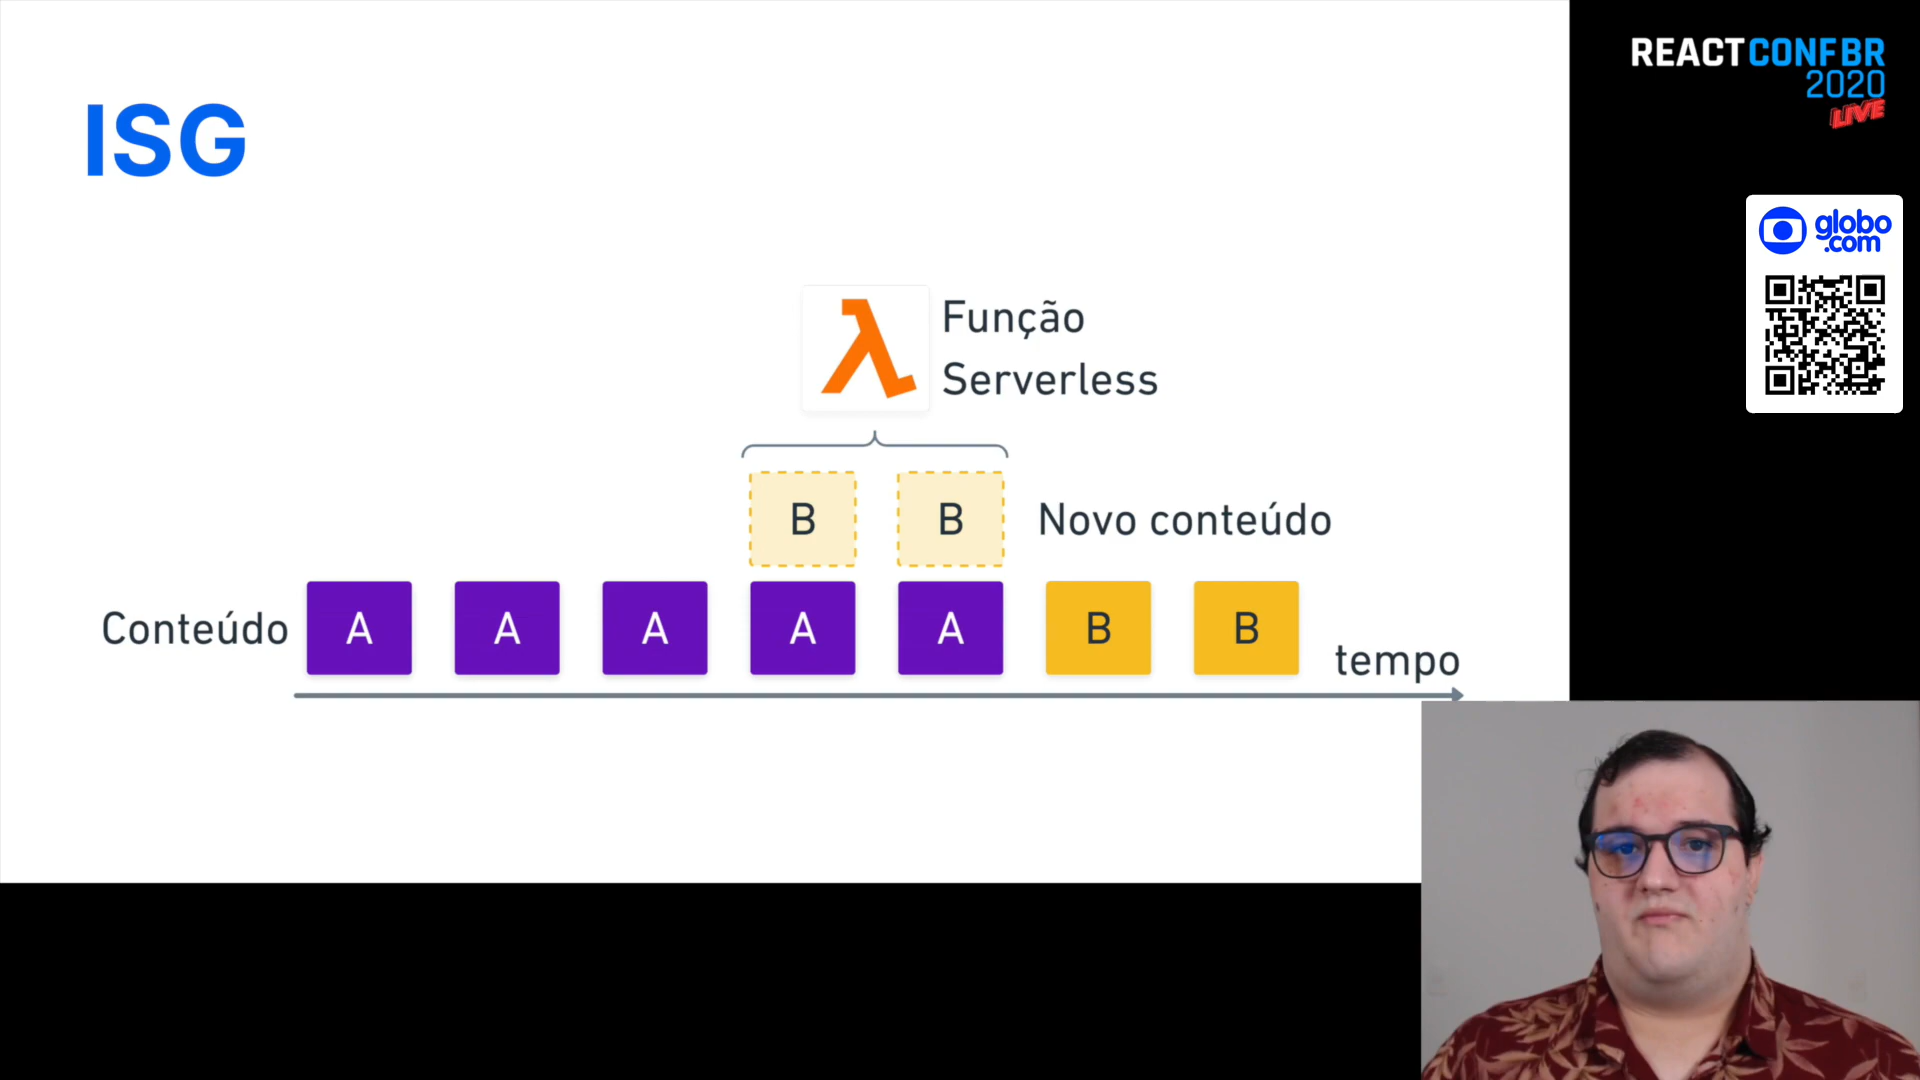 ISG
Função
Serverless
B B Novo conteúdo
Conteúdo A A A A A B B
tempo
REACTCONFBR
2020
LIVE
globo
.com